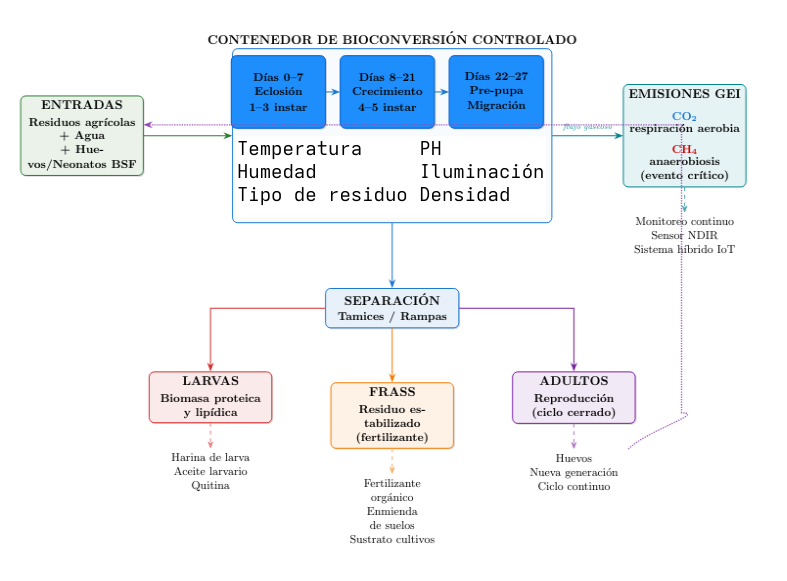 CONTENEDOR DE BIOCONVERSIÓN CONTROLADO
Días 0–7
Eclosión
1–3 instar
Días 8–21
Crecimiento
4–5 instar
Días 22–27
Pre-pupa
Migración
ENTRADAS
Residuos agrícolas
+ Agua
+ Hue-
vos/Neonatos BSF
Temperatura PH
Humedad Iluminación
Tipo de residuo Densidad
flujo gaseoso
EMISIONES GEI
CO₂
respiración aerobia
CH₄
anaerobiosis
(evento crítico)
Monitoreo continuo
Sensor NDIR
Sistema híbrido IoT
SEPARACIÓN
Tamices / Rampas
LARVAS
Biomasa proteica
y lipídica
Harina de larva
Aceite larvario
Quitina
FRASS
Residuo es-
tabilizado
(fertilizante)
Fertilizante
orgánico
Enmienda
de suelos
Sustrato cultivos
ADULTOS
Reproducción
(ciclo cerrado)
Huevos
Nueva generación
Ciclo continuo